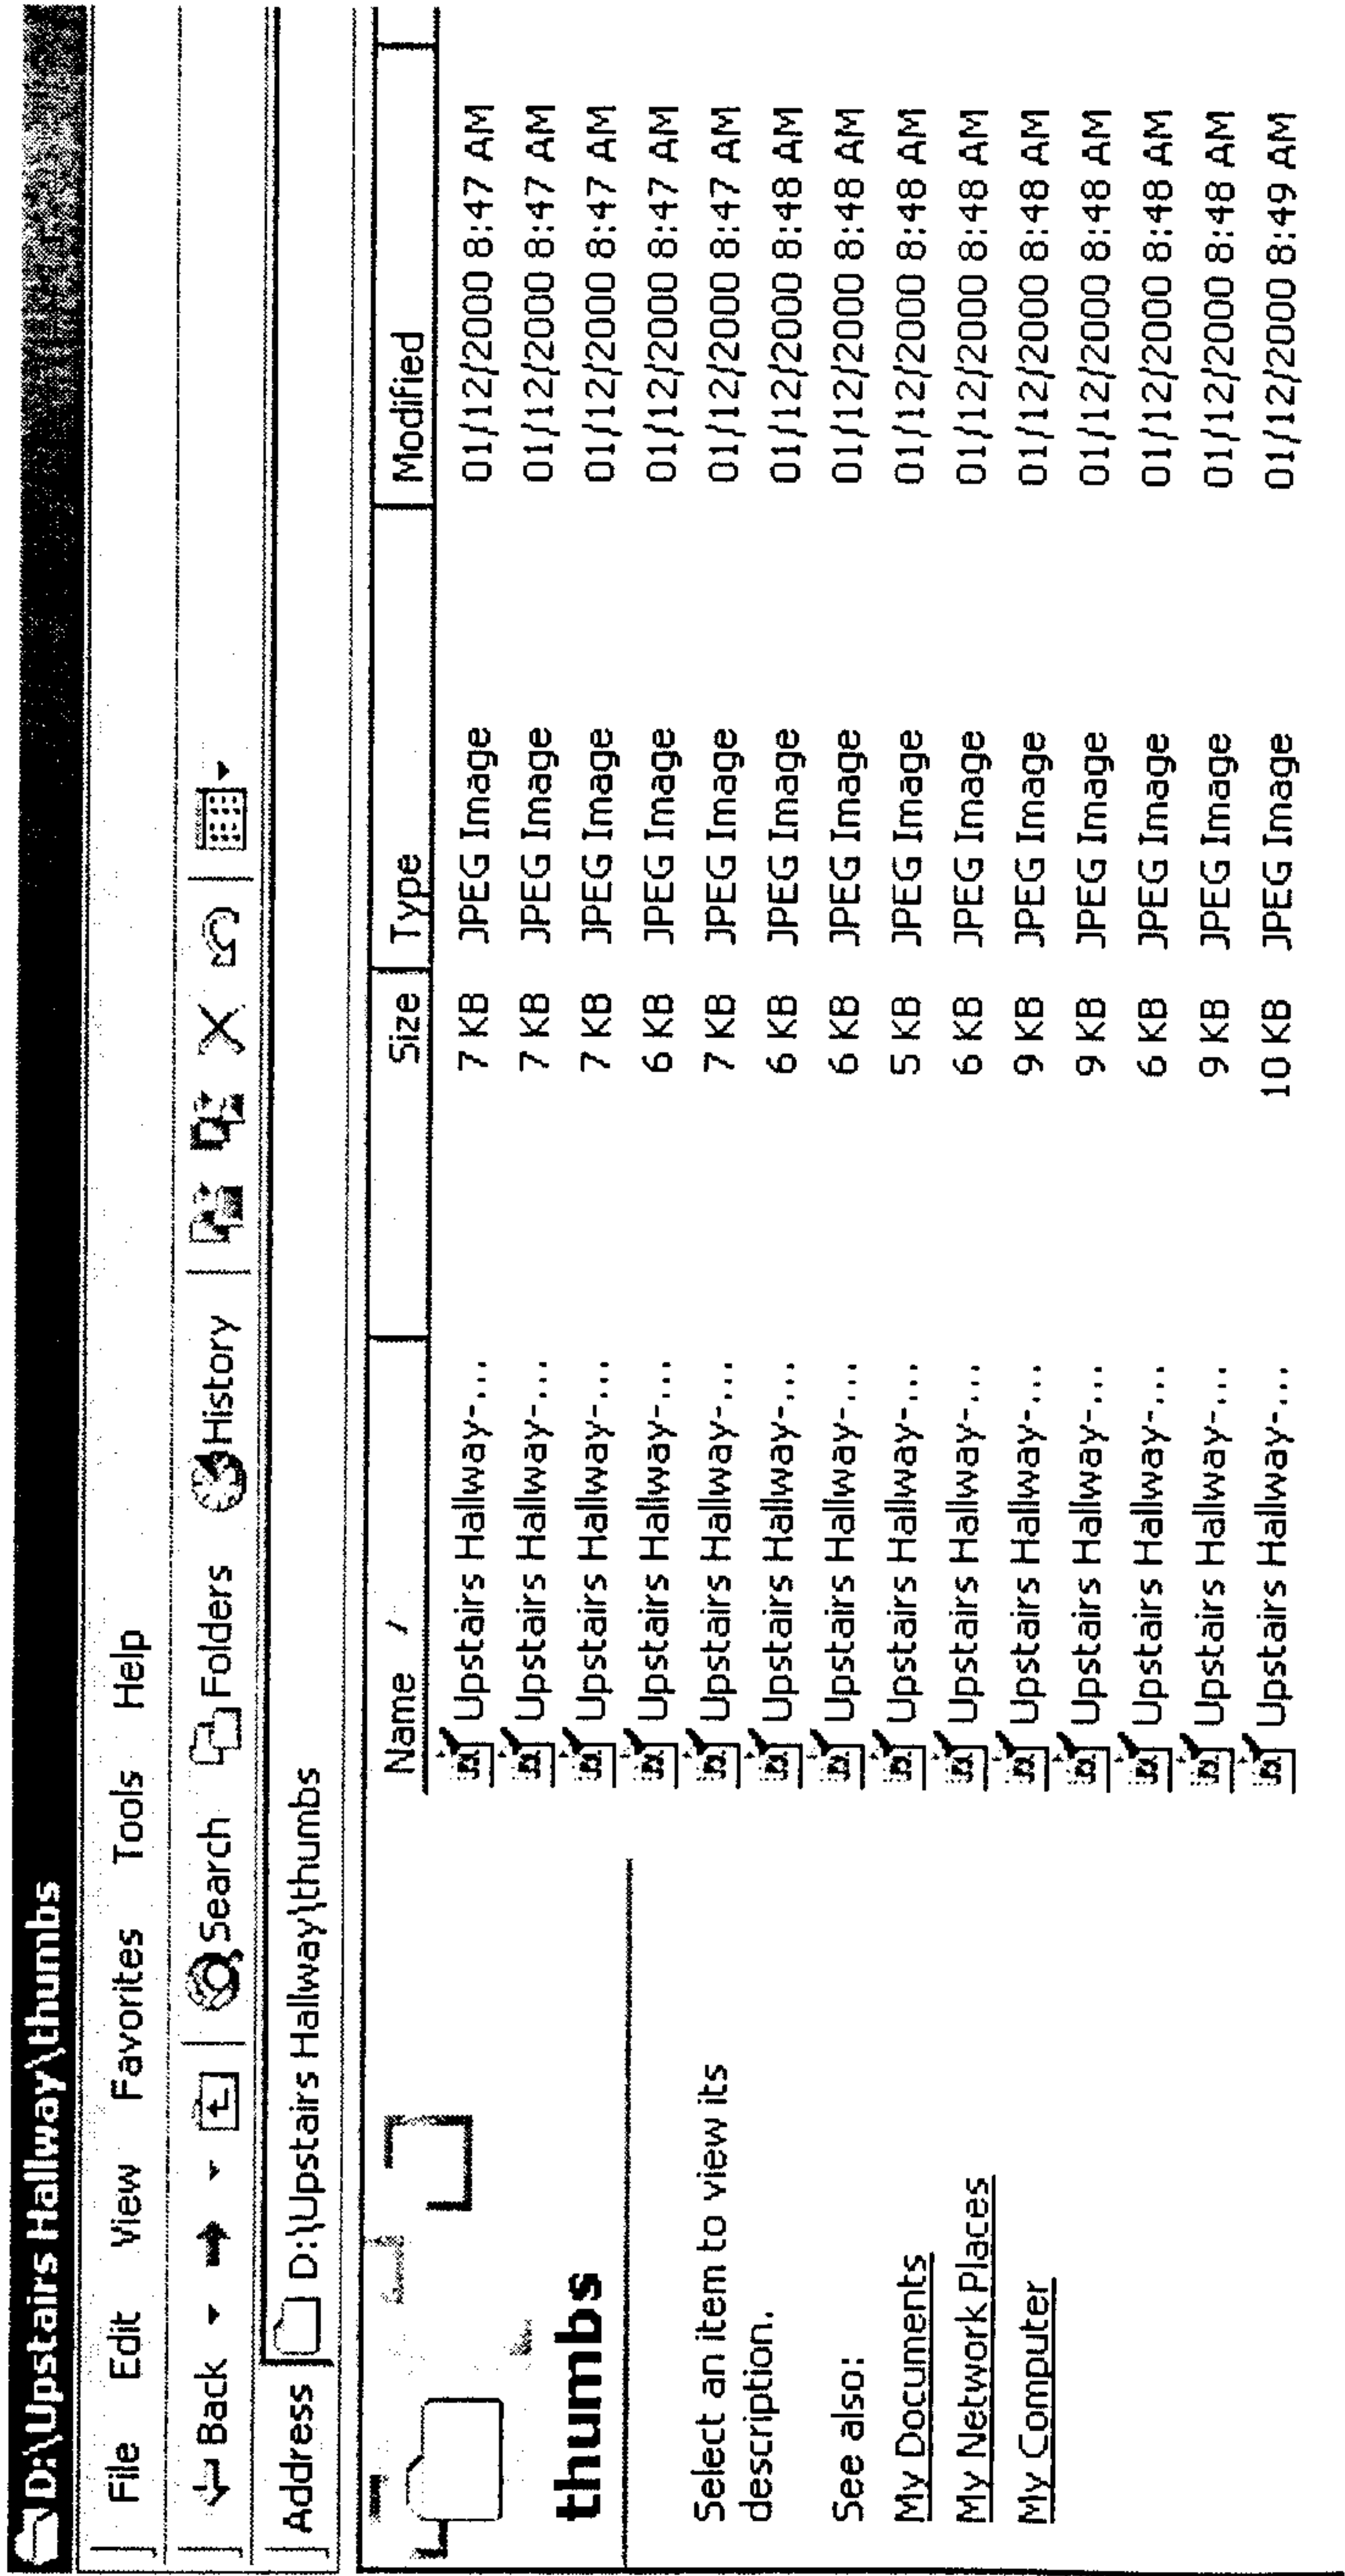 D:\Upstairs Hallway\thumbs
File Edit View Favorites Tools Help
Back Search Folders History
Address D:\Upstairs Hallway\thumbs
Name Size Type Modified
thumbs
Select an item to view its
description.
See also:
My Documents
My Network Places
My Computer
Upstairs Hallway-... 7 KB JPEG Image 01/12/2000 8:47 AM
Upstairs Hallway-... 7 KB JPEG Image 01/12/2000 8:47 AM
Upstairs Hallway-... 7 KB JPEG Image 01/12/2000 8:47 AM
Upstairs Hallway-... 6 KB JPEG Image 01/12/2000 8:47 AM
Upstairs Hallway-... 7 KB JPEG Image 01/12/2000 8:47 AM
Upstairs Hallway-... 6 KB JPEG Image 01/12/2000 8:48 AM
Upstairs Hallway-... 6 KB JPEG Image 01/12/2000 8:48 AM
Upstairs Hallway-... 5 KB JPEG Image 01/12/2000 8:48 AM
Upstairs Hallway-... 6 KB JPEG Image 01/12/2000 8:48 AM
Upstairs Hallway-... 9 KB JPEG Image 01/12/2000 8:48 AM
Upstairs Hallway-... 9 KB JPEG Image 01/12/2000 8:48 AM
Upstairs Hallway-... 6 KB JPEG Image 01/12/2000 8:48 AM
Upstairs Hallway-... 9 KB JPEG Image 01/12/2000 8:48 AM
Upstairs Hallway-... 10 KB JPEG Image 01/12/2000 8:49 AM